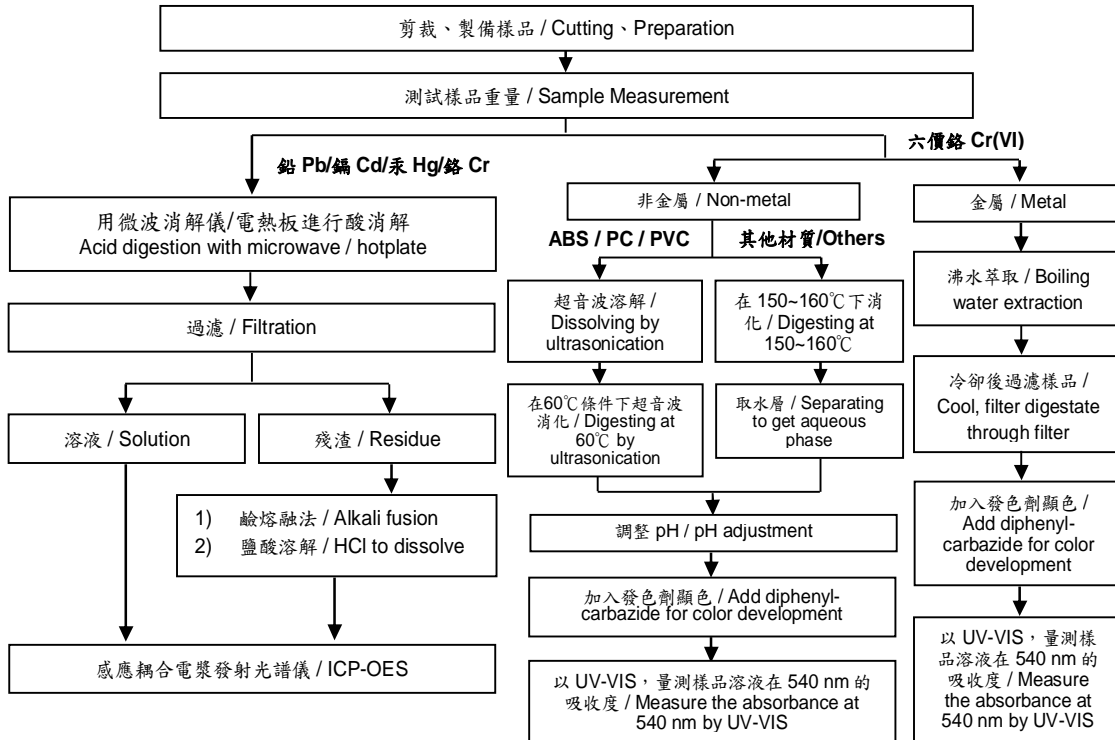 剪裁、製備樣品 / Cutting、Preparation
測試樣品重量 / Sample Measurement
鉛 Pb/鎘 Cd/汞 Hg/鉻 Cr
六價鉻 Cr(VI)
用微波消解儀/電熱板進行酸消解
Acid digestion with microwave / hotplate
過濾 / Filtration
溶液 / Solution
殘渣 / Residue
1) 鹼熔融法 / Alkali fusion
2) 鹽酸溶解 / HCl to dissolve
感應耦合電漿發射光譜儀 / ICP-OES
非金屬 / Non-metal
ABS / PC / PVC
其他材質/Others
超音波溶解 /
Dissolving by
ultrasonication
在60℃條件下超音波
消化 / Digesting at
60℃ by
ultrasonication
在 150~160℃下消
化 / Digesting at
150~160℃
取水層 / Separating
to get aqueous
phase
調整 pH / pH adjustment
加入發色劑顯色 / Add diphenyl-
carbazide for color development
以 UV-VIS，量測樣品溶液在 540 nm 的
吸收度 / Measure the absorbance at
540 nm by UV-VIS
金屬 / Metal
沸水萃取 / Boiling
water extraction
冷卻後過濾樣品 /
Cool, filter digestate
through filter
加入發色劑顯色 /
Add diphenyl-
carbazide for color
development
以 UV-VIS，量測樣
品溶液在 540 nm 的
吸收度 / Measure
the absorbance at
540 nm by UV-VIS